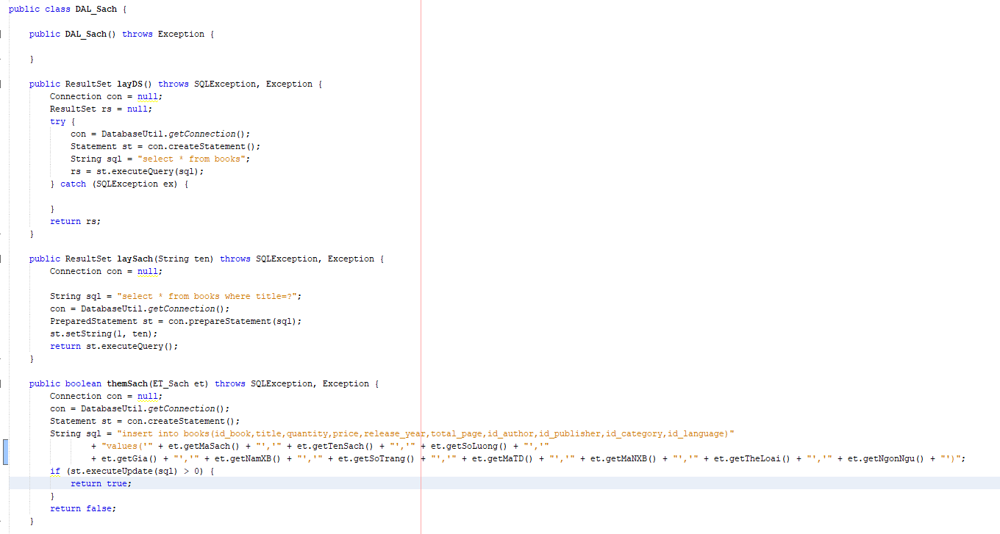 public class DAL_Sach {
public DAL_Sach() throws Exception {
}
public ResultSet layDS() throws SQLException, Exception {
Connection con = null;
ResultSet rs = null;
try {
con = DatabaseUtil.getConnection();
Statement st = con.createStatement();
String sql = "select * from books";
rs = st.executeQuery(sql);
} catch (SQLException ex) {
}
return rs;
}
public ResultSet laySach(String ten) throws SQLException, Exception {
Connection con = null;
String sql = "select * from books where title=?";
con = DatabaseUtil.getConnection();
PreparedStatement st = con.prepareStatement(sql);
st.setString(1, ten);
return st.executeQuery();
}
public boolean themSach(ET_Sach et) throws SQLException, Exception {
Connection con = null;
con = DatabaseUtil.getConnection();
Statement st = con.createStatement();
String sql = "insert into books(id_book,title,quantity,price,release_year,total_page,id_author,id_publisher,id_category,id_language)"
+ "values('" + et.getMaSach() + "','" + et.getTenSach() + "','" + et.getSoLuong() + "','"
+ et.getGia() + "','" + et.getNamXB() + "','" + et.getSoTrang() + "','" + et.getMaTD() + "','" + et.getMaNXB() + "','" + et.getTheLoai() + "','" + et.getNgonNgu() + "')";
if (st.executeUpdate(sql) > 0) {
return true;
}
return false;
}